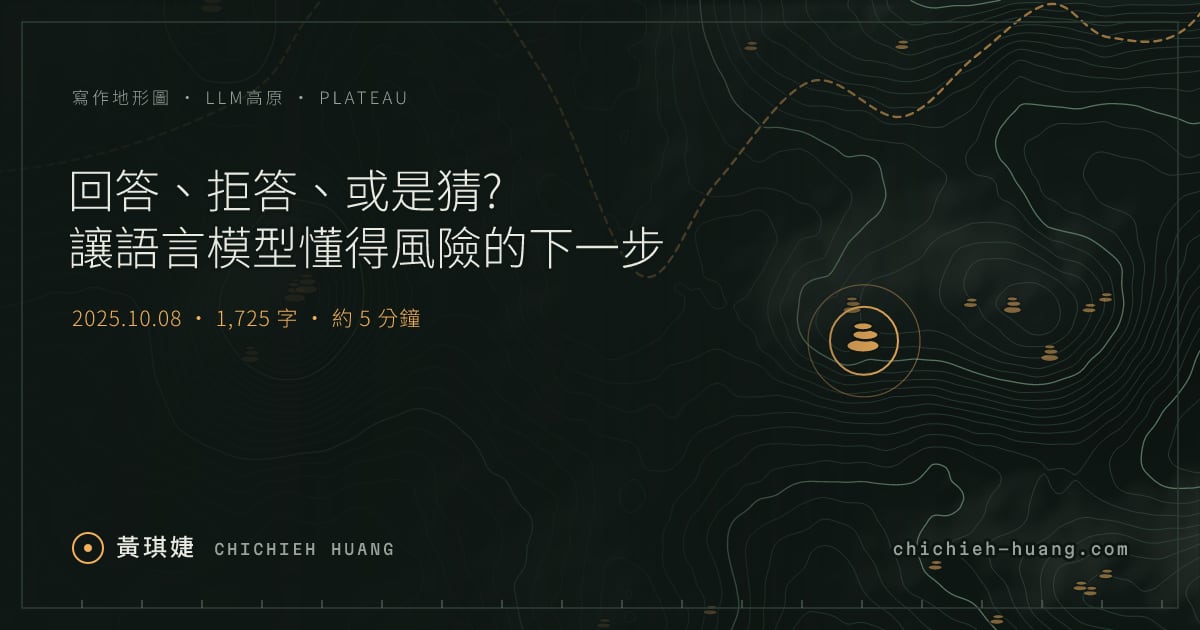 寫作地形圖 · LLM高原 · PLATEAU
回答、拒答、或是猜?
讓語言模型懂得風險的下一步
2025.10.08 · 1,725 字 · 約 5 分鐘
黃琪婕 CHICHIEH HUANG
chichieh-huang.com